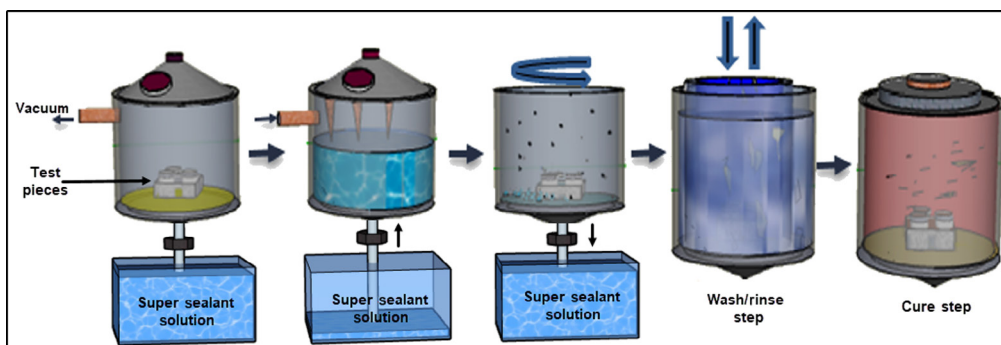 Vacuum
Test
pieces
Super sealant
solution
Super sealant
solution
Super sealant
solution
Wash/rinse
step
Cure step